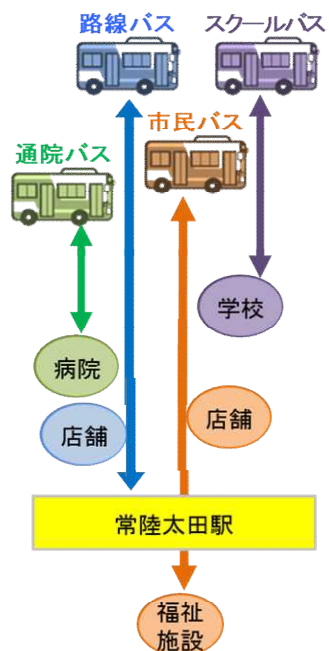 路線バス
スクールバス
市民バス
通院バス
学校
病院
店舗
店舗
常陸太田駅
福祉
施設